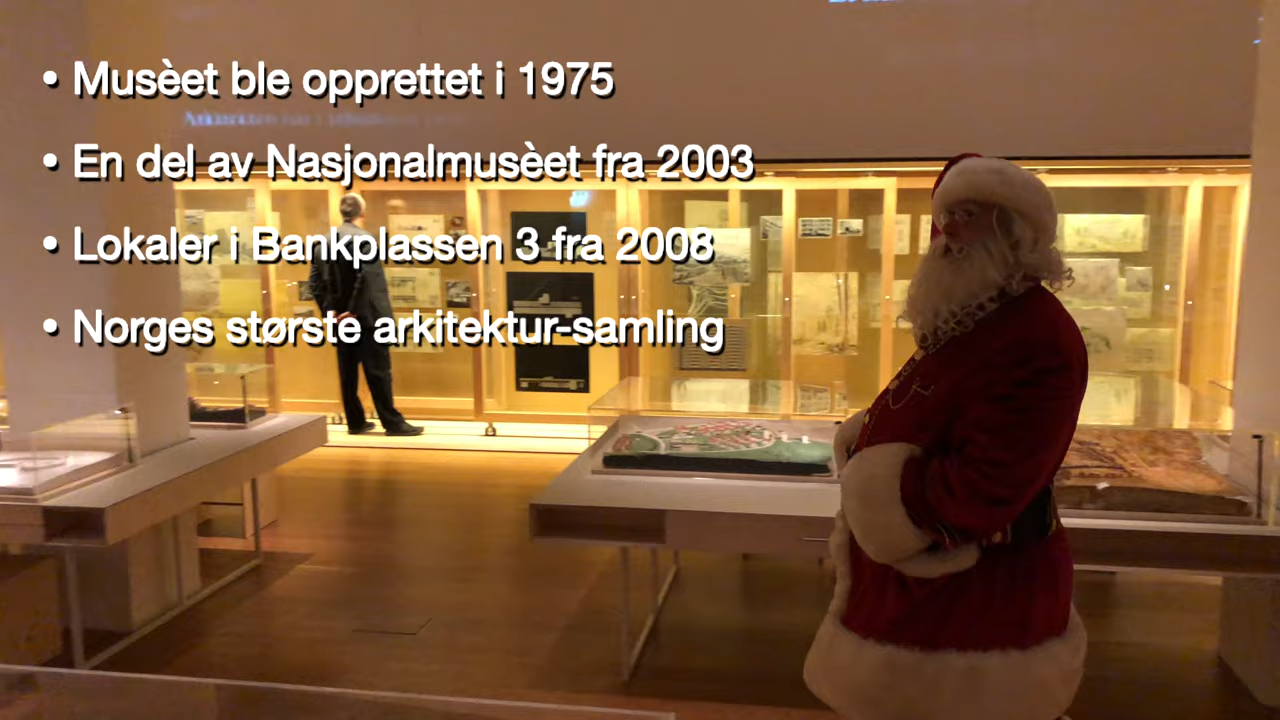 • Musèet ble opprettet i 1975
• En del av Nasjonalmusèet fra 2003
• Lokaler i Bankplassen 3 fra 2008
• Norges største arkitektur-samling